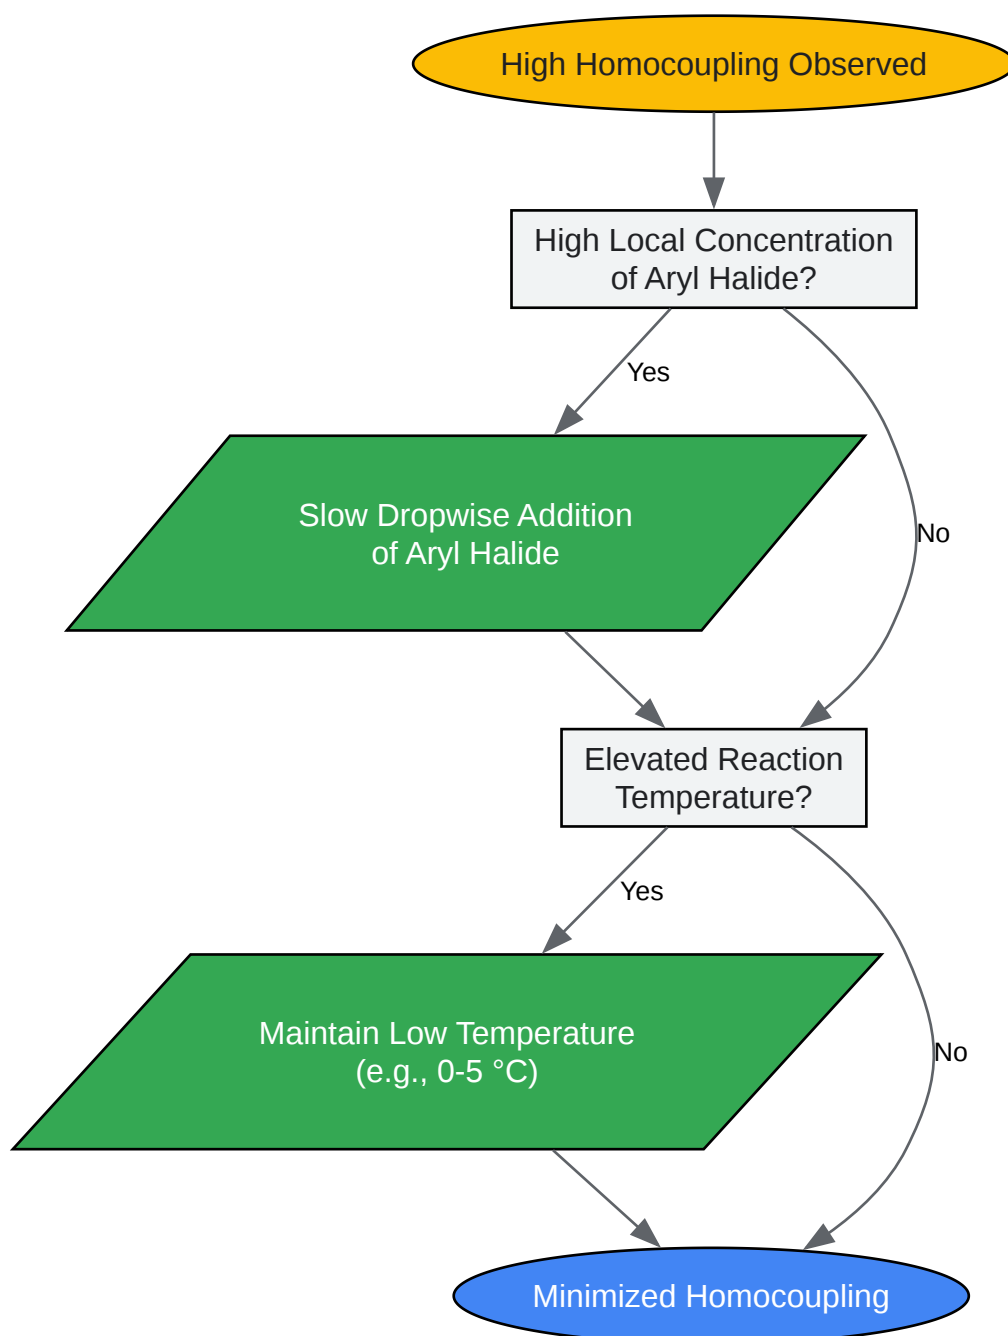 High Homocoupling Observed
High Local Concentration
of Aryl Halide?
Yes
Slow Dropwise Addition
of Aryl Halide
No
Elevated Reaction
Temperature?
Yes
Maintain Low Temperature
(e.g., 0-5 °C)
No
Minimized Homocoupling